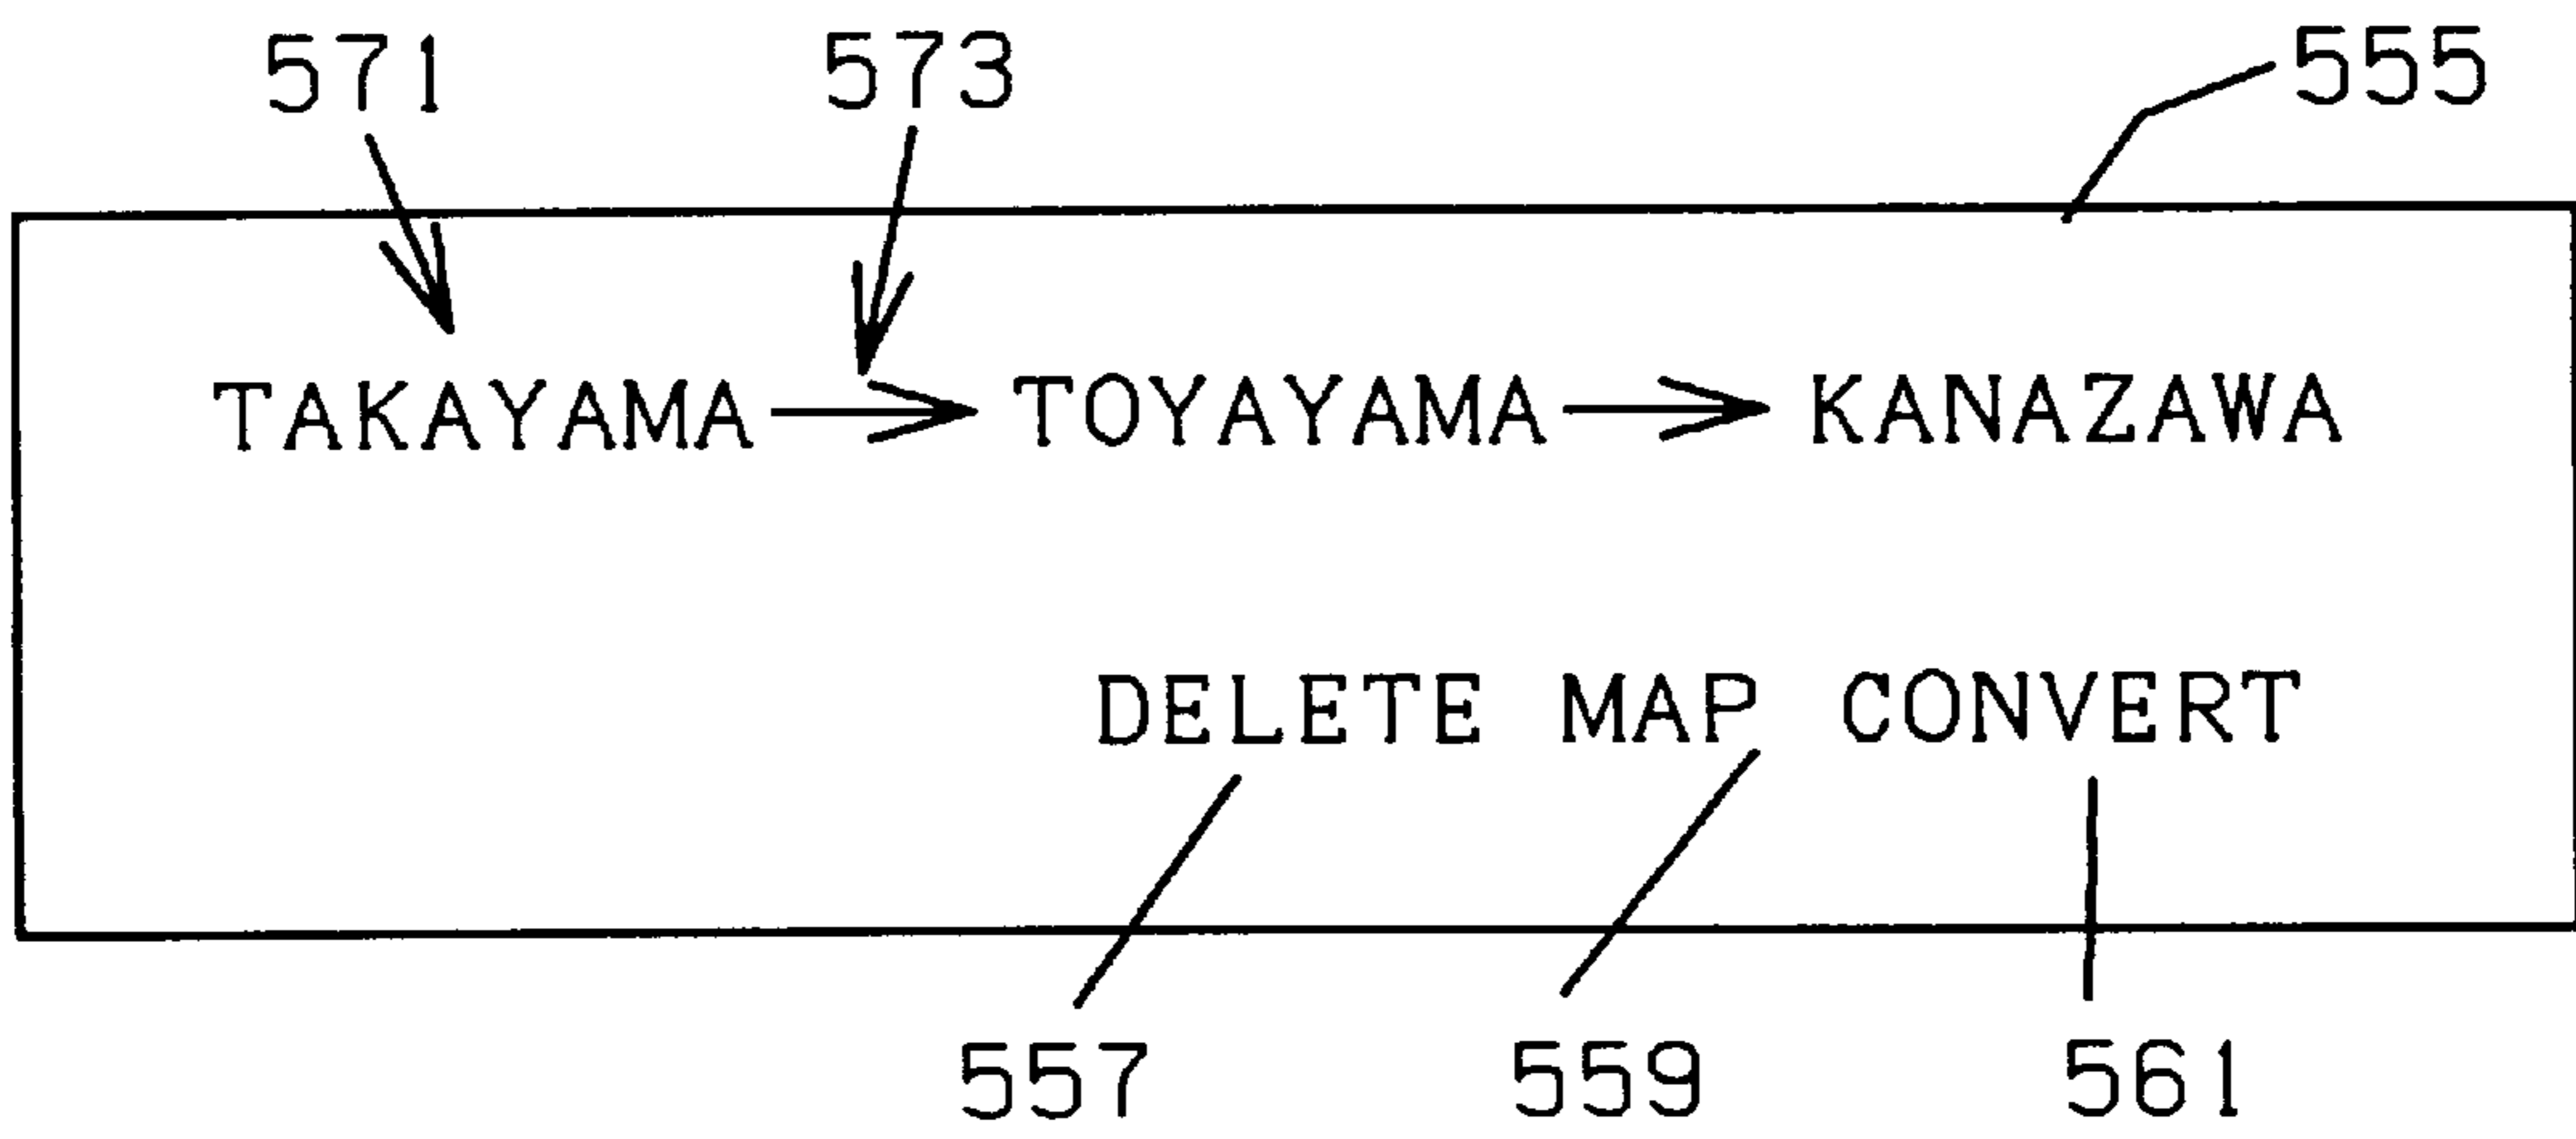 571 573 555
TAKAYAMA → TOYAYAMA → KANAZAWA
DELETE MAP CONVERT
557 559 561